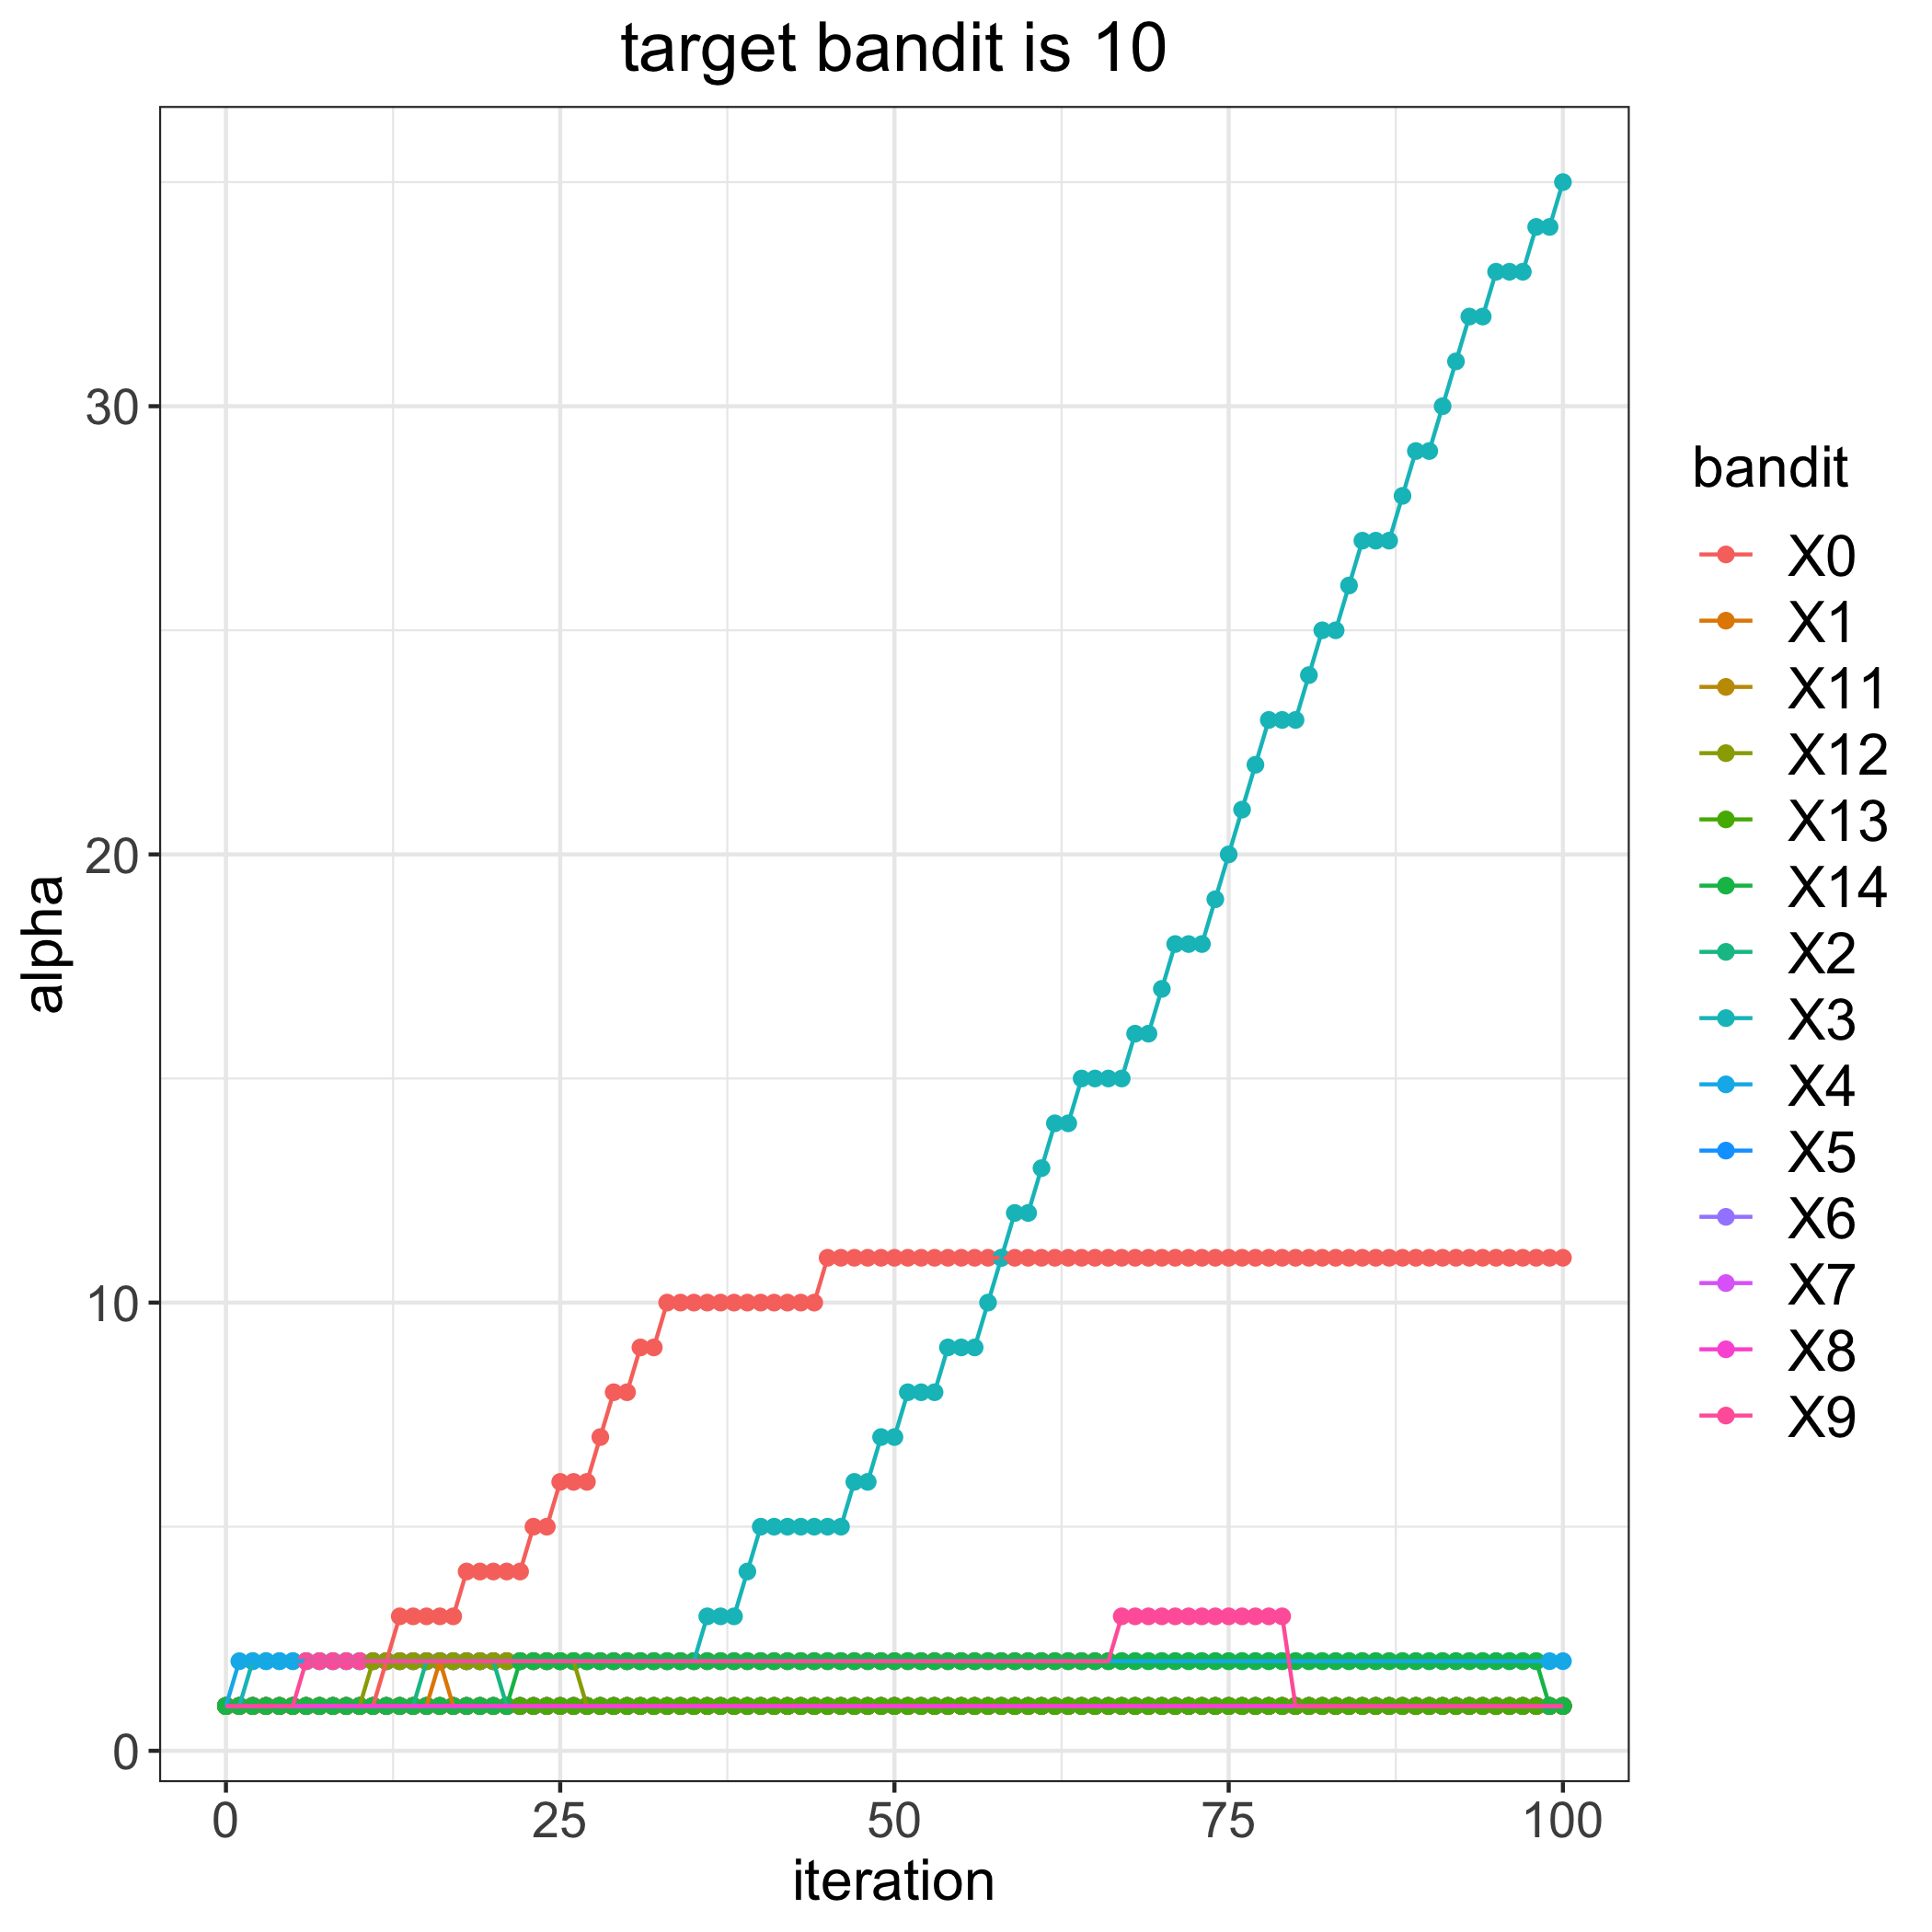 target bandit is 10
alpha
30
20
10
0
0 25 50 75 100
iteration
bandit
X0
X1
X11
X12
X13
X14
X2
X3
X4
X5
X6
X7
X8
X9